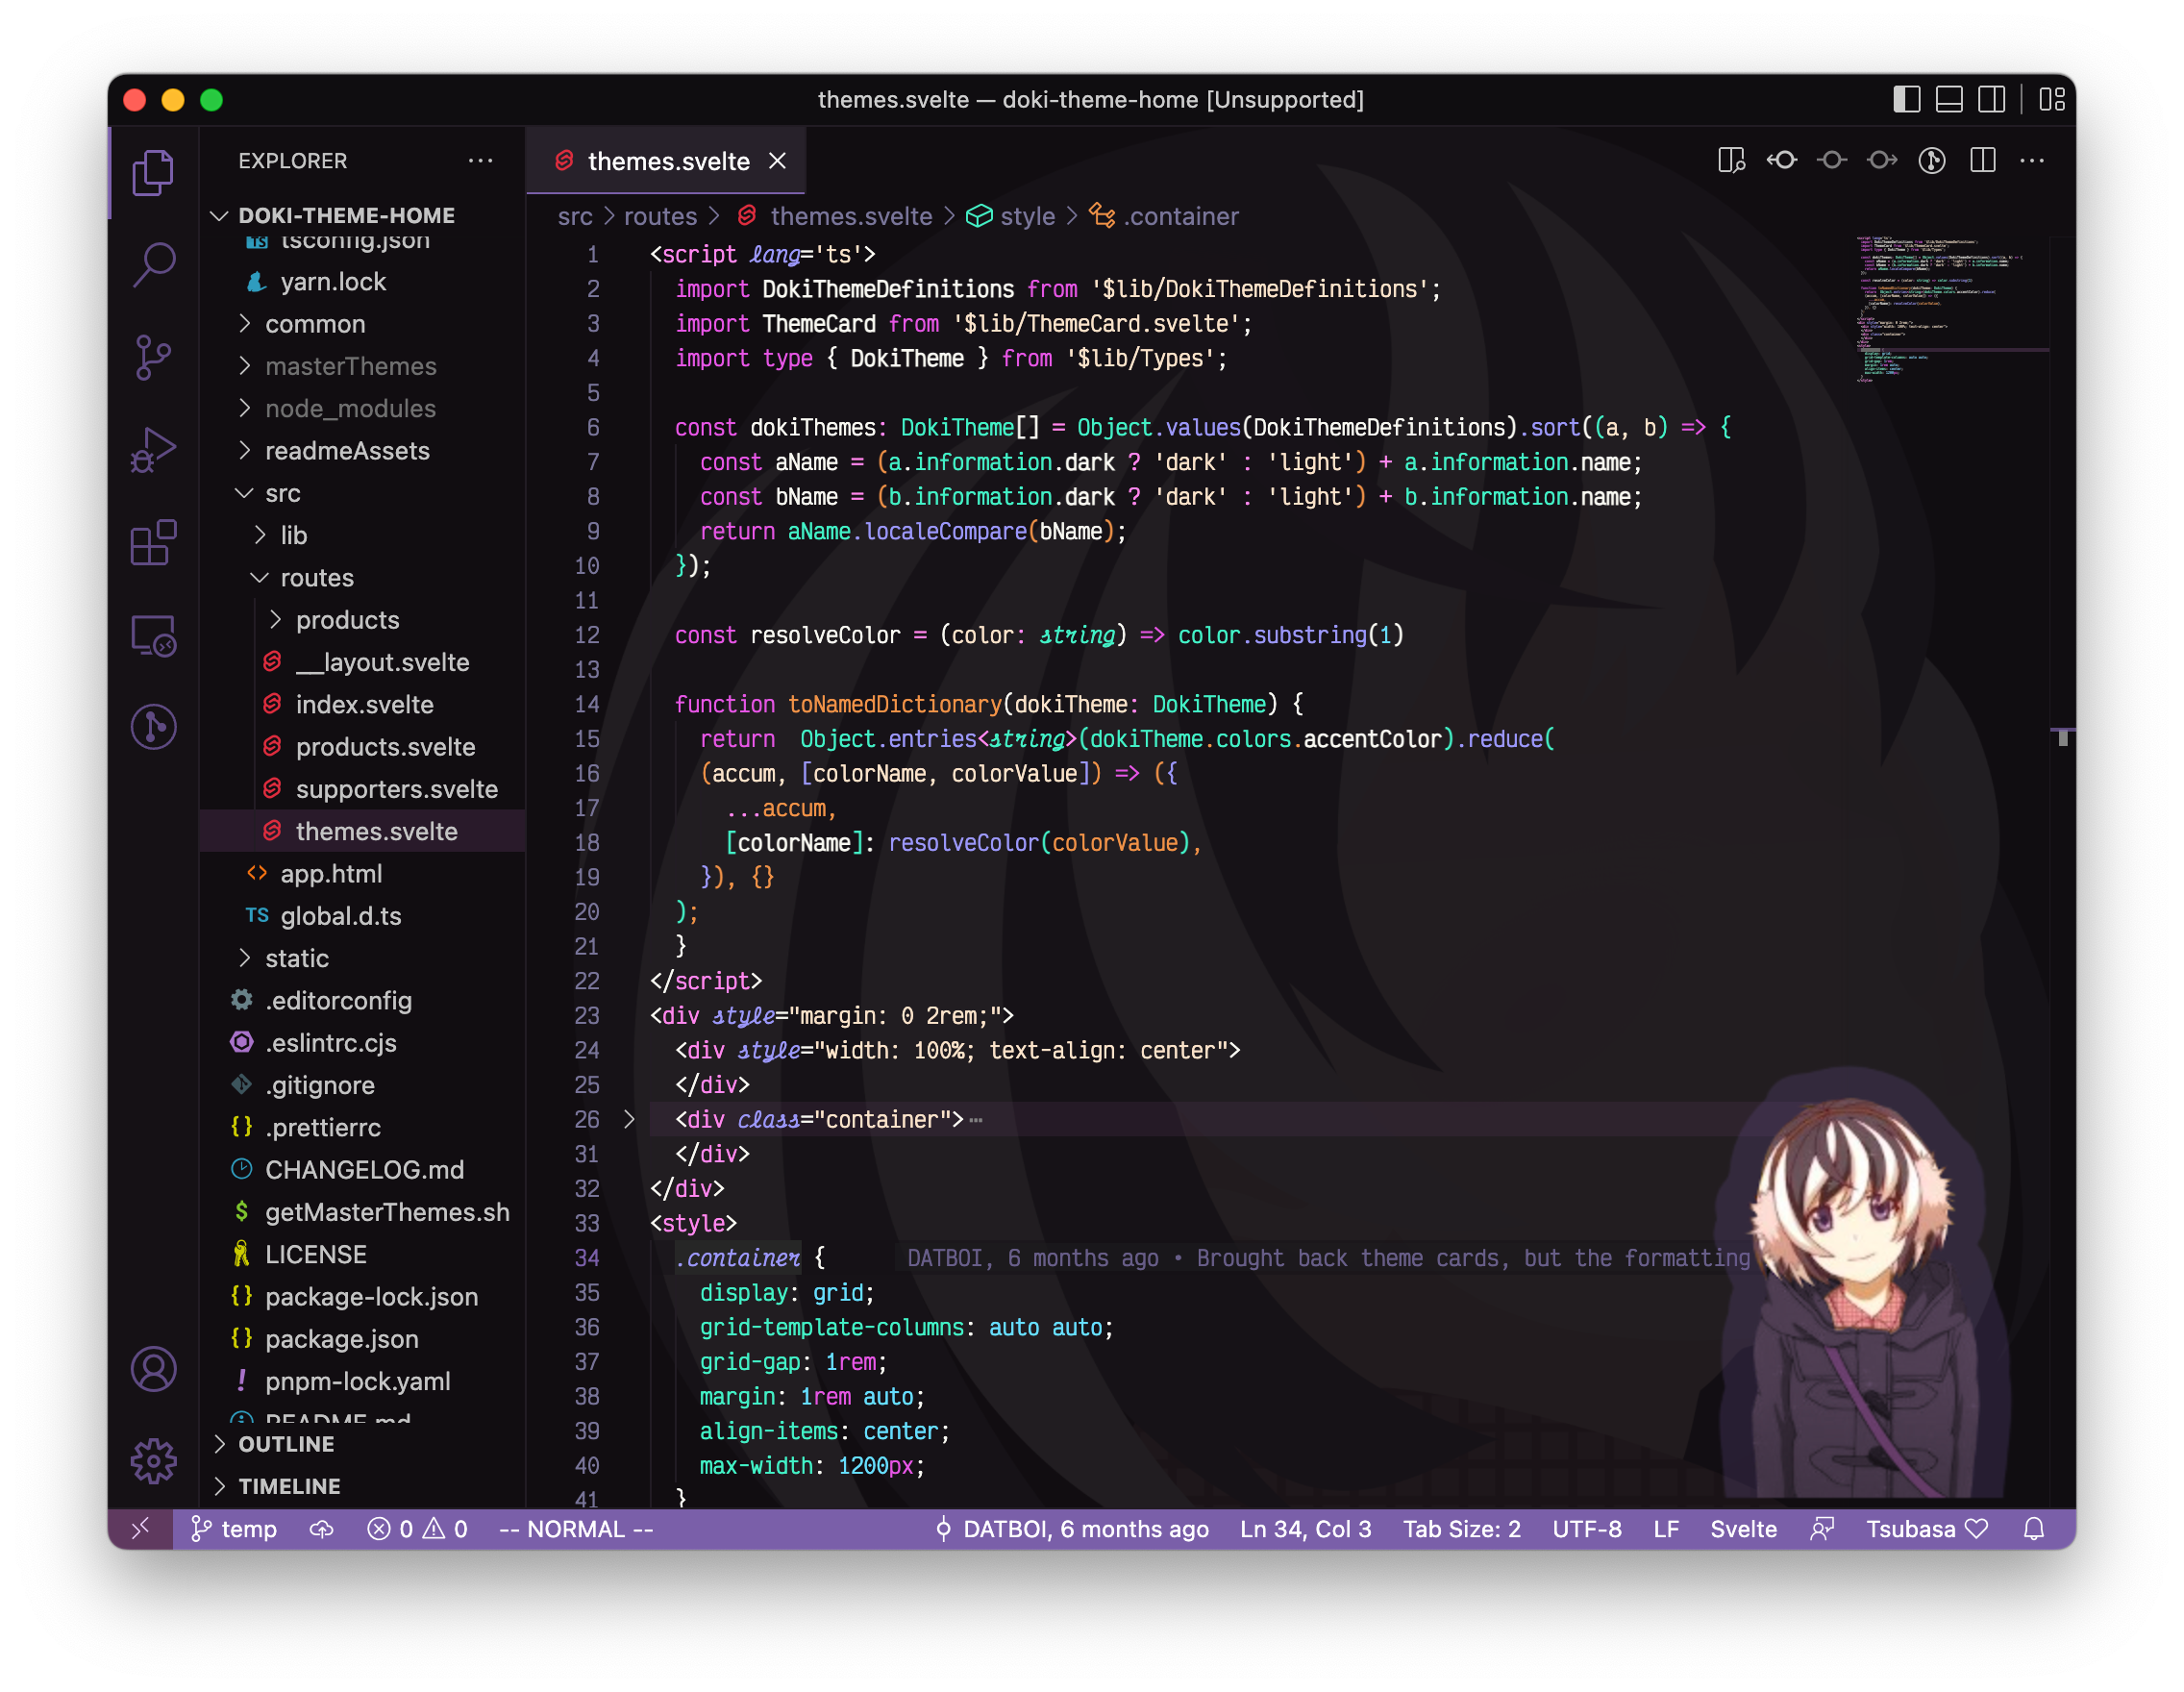 themes.svelte — doki-theme-home [Unsupported]
EXPLORER
DOKI-THEME-HOME
tsconfig.json
yarn.lock
common
masterThemes
node_modules
readmeAssets
src
lib
routes
products
__layout.svelte
index.svelte
products.svelte
supporters.svelte
themes.svelte
app.html
TS global.d.ts
static
.editorconfig
.eslintrc.cjs
.gitignore
{} .prettierrc
CHANGELOG.md
$ getMasterThemes.sh
LICENSE
{} package-lock.json
{} package.json
! pnpm-lock.yaml
README.md
OUTLINE
TIMELINE
themes.svelte
src > routes > themes.svelte > style > .container
1 <script lang='ts'>
2 import DokiThemeDefinitions from '$lib/DokiThemeDefinitions';
3 import ThemeCard from '$lib/ThemeCard.svelte';
4 import type { DokiTheme } from '$lib/Types';
5
6 const dokiThemes: DokiTheme[] = Object.values(DokiThemeDefinitions).sort((a, b) => {
7 const aName = (a.information.dark ? 'dark' : 'light') + a.information.name;
8 const bName = (b.information.dark ? 'dark' : 'light') + b.information.name;
9 return aName.localeCompare(bName);
10 });
11
12 const resolveColor = (color: string) => color.substring(1)
13
14 function toNamedDictionary(dokiTheme: DokiTheme) {
15 return  Object.entries<string>(dokiTheme.colors.accentColor).reduce(
16 (accum, [colorName, colorValue]) => ({
17 ...accum,
18 [colorName]: resolveColor(colorValue),
19 }), {}
20 );
21 }
22 </script>
23 <div style="margin: 0 2rem;">
24 <div style="width: 100%; text-align: center">
25 </div>
26 <div class="container">⋯
31 </div>
32 </div>
33 <style>
34 .container { DATBOI, 6 months ago • Brought back theme cards, but the formatting
35 display: grid;
36 grid-template-columns: auto auto;
37 grid-gap: 1rem;
38 margin: 1rem auto;
39 align-items: center;
40 max-width: 1200px;
41 }
temp 0 0 -- NORMAL -- DATBOI, 6 months ago Ln 34, Col 3 Tab Size: 2 UTF-8 LF Svelte Tsubasa ♡